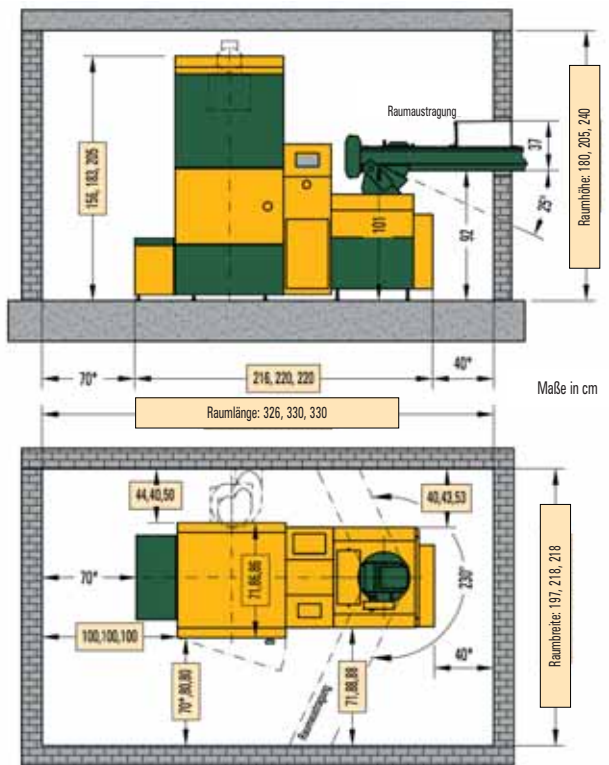 Raumaustragung
37
25°
156, 183, 205
101
92
Raumhöhe: 180, 205, 240
70*
216, 220, 220
40*
Maße in cm
Raumlänge: 326, 330, 330
44,40,50
40,43,53
70*
71,86,86
230°
100,100,100
40*
70*,80,80
Raumaustragung
71,88,88
Raumbreite: 197, 218, 218